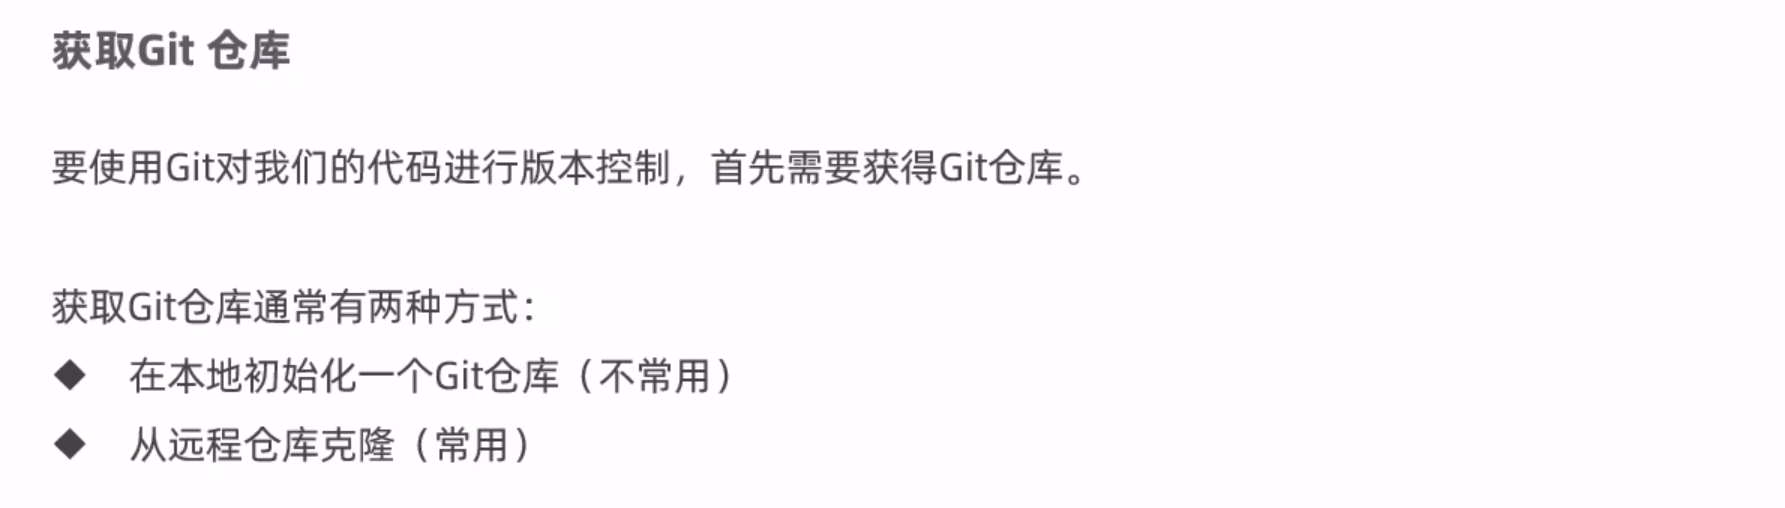 获取Git 仓库
要使用Git对我们的代码进行版本控制，首先需要获得Git仓库。
获取Git仓库通常有两种方式：
◆ 在本地初始化一个Git仓库（不常用）
◆ 从远程仓库克隆（常用）